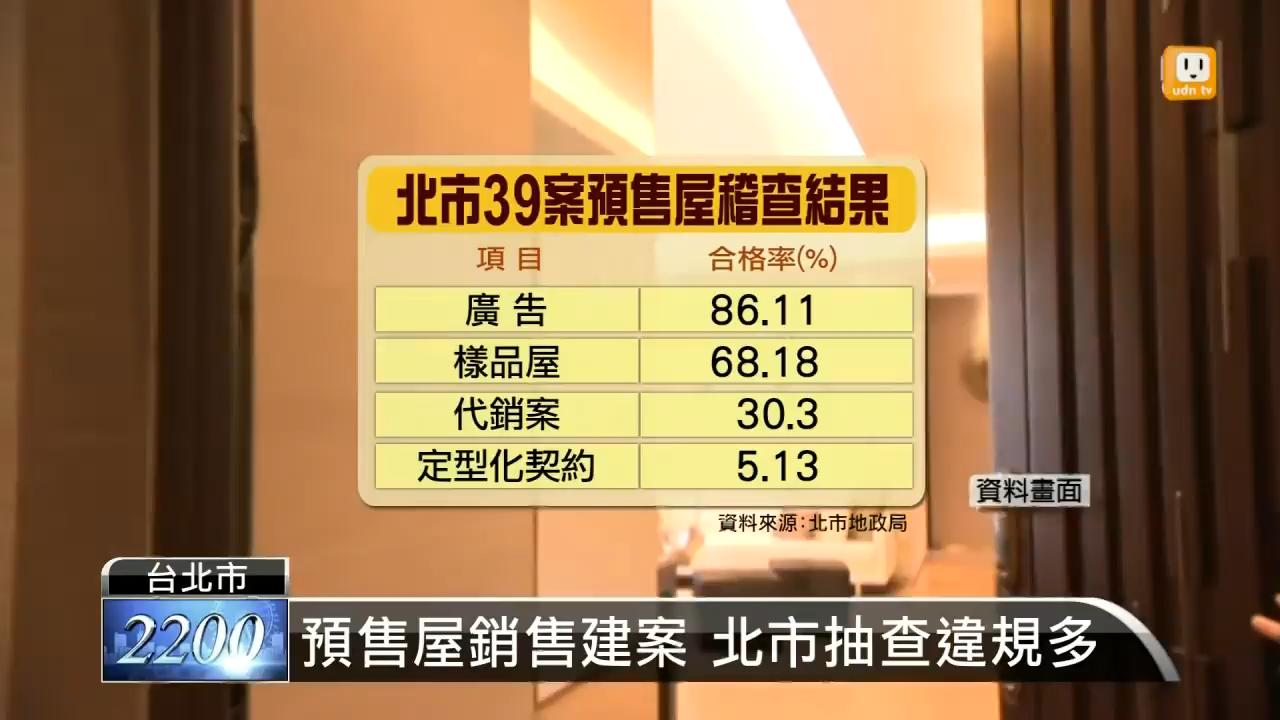 udn tv
北市39案預售屋稽查結果
項目 合格率(%)
廣告 86.11
樣品屋 68.18
代銷案 30.3
定型化契約 5.13
資料來源:北市地政局
資料畫面
台北市
2200
預售屋銷售建案 北市抽查違規多